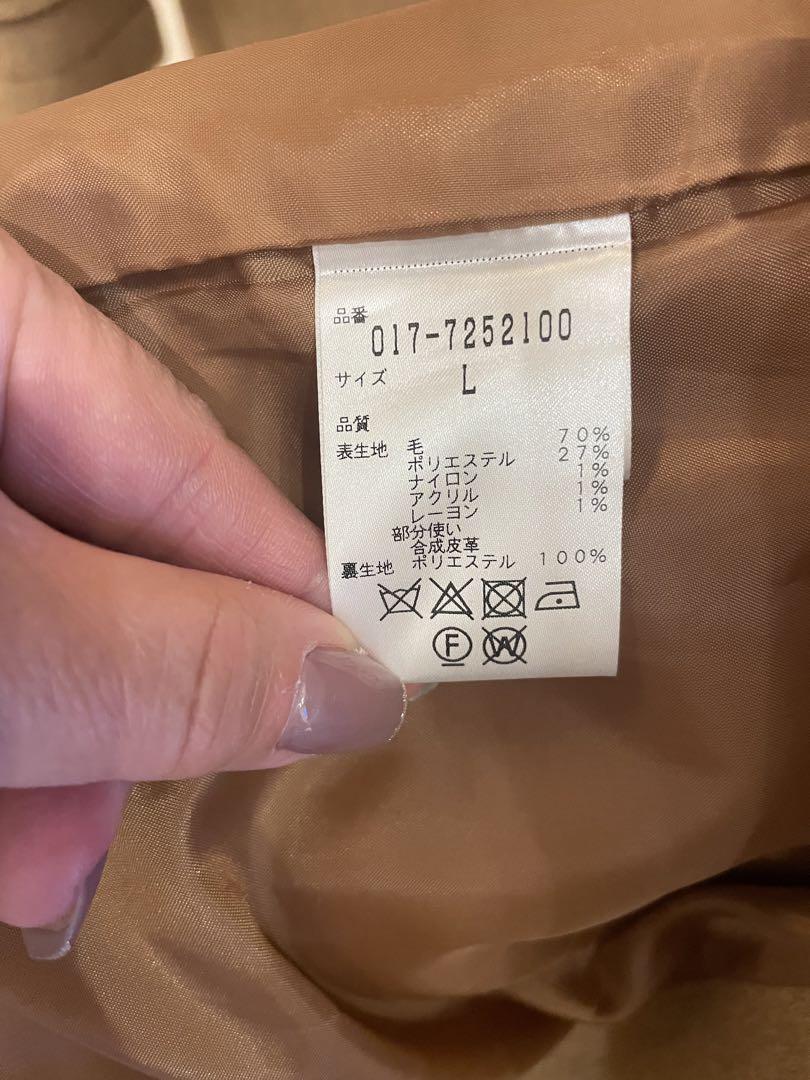 品番
017-7252100
サイズ L
品質
表生地 毛 70%
ポリエステル 27%
ナイロン 1%
アクリル 1%
レーヨン 1%
部分使い
合成皮革
裏生地 ポリエステル 100%
F W